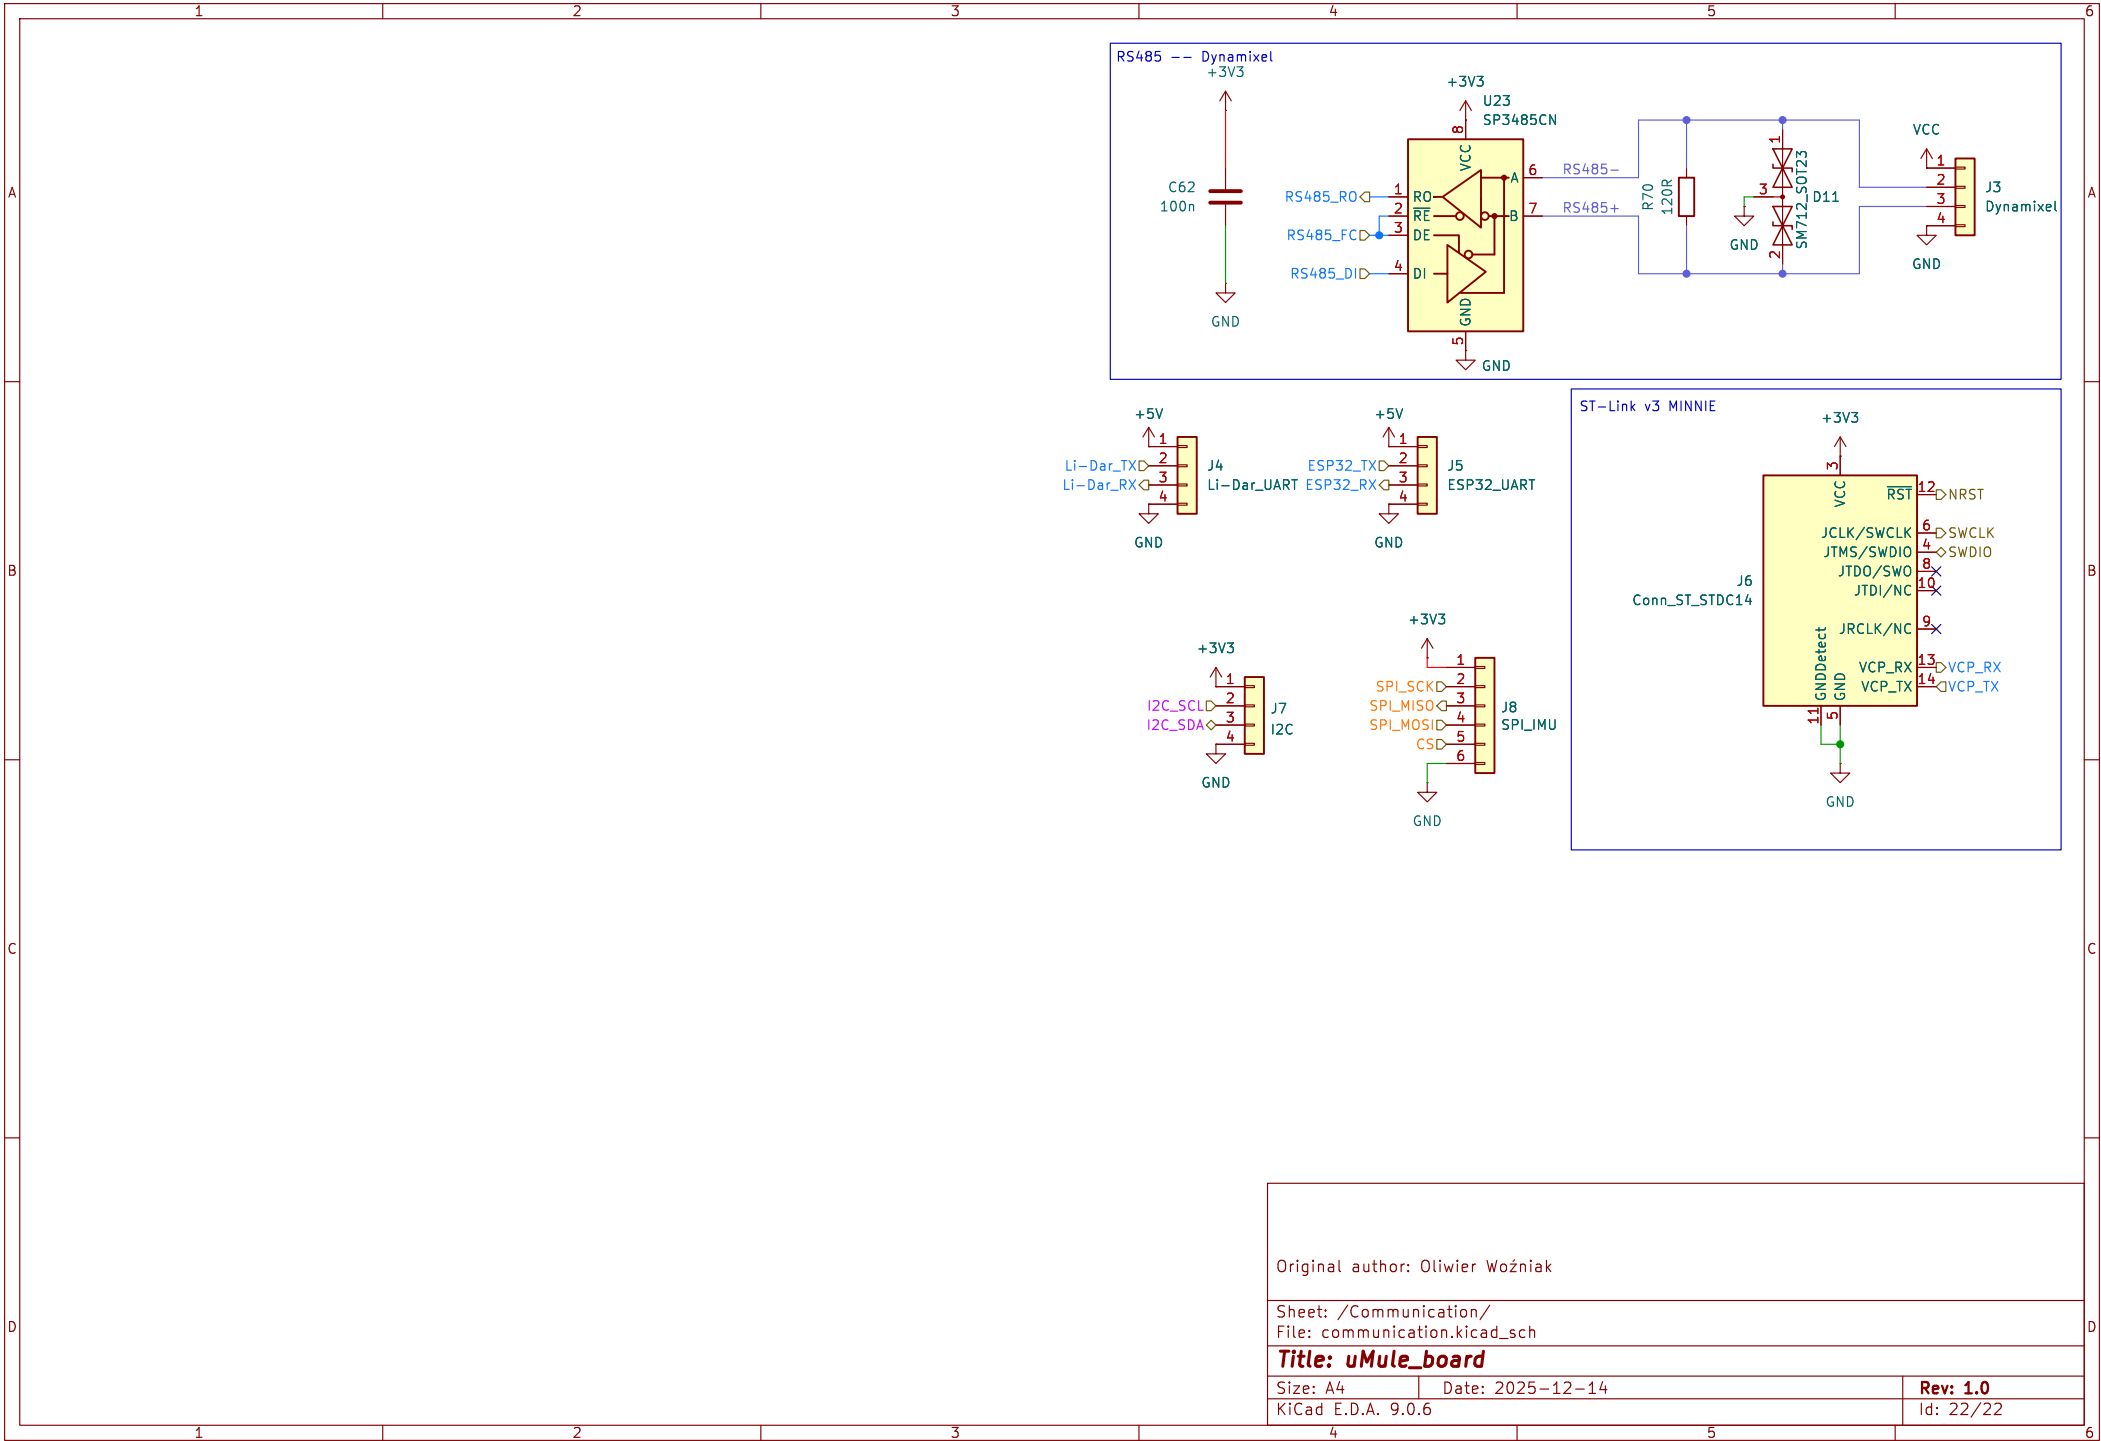 1 2 3 4 5 6
A
B
C
D
RS485 -- Dynamixel
+3V3
C62
100n
GND
+3V3
U23
SP3485CN
8
VCC
RS485_RO
1 RO
2 RE
RS485_FC
3 DE
RS485_DI
4 DI
GND
5
GND
A 6
RS485-
B 7
RS485+
R70
120R
1
3
2
SM712_SOT23
D11
GND
VCC
1
2
3
4
J3
Dynamixel
GND
+5V
1
Li-Dar_TX 2
Li-Dar_RX 3
4
J4
Li-Dar_UART
GND
+5V
1
ESP32_TX 2
ESP32_RX 3
4
J5
ESP32_UART
GND
ST-Link v3 MINNIE
+3V3
3
VCC
J6
Conn_ST_STDC14
RST 12 NRST
JCLK/SWCLK 6 SWCLK
JTMS/SWDIO 4 SWDIO
JTDO/SWO 8
JTDI/NC 10
JRCLK/NC 9
VCP_RX 13 VCP_RX
VCP_TX 14 VCP_TX
GNDDetect
GND
11
5
GND
+3V3
1
I2C_SCL 2
I2C_SDA 3
4
J7
I2C
GND
+3V3
1
SPI_SCK 2
SPI_MISO 3
SPI_MOSI 4
CS 5
6
J8
SPI_IMU
GND
Original author: Oliwier Woźniak
Sheet: /Communication/
File: communication.kicad_sch
Title: uMule_board
Size: A4 Date: 2025-12-14 Rev: 1.0
KiCad E.D.A. 9.0.6 Id: 22/22
A
B
C
D
1 2 3 4 5 6